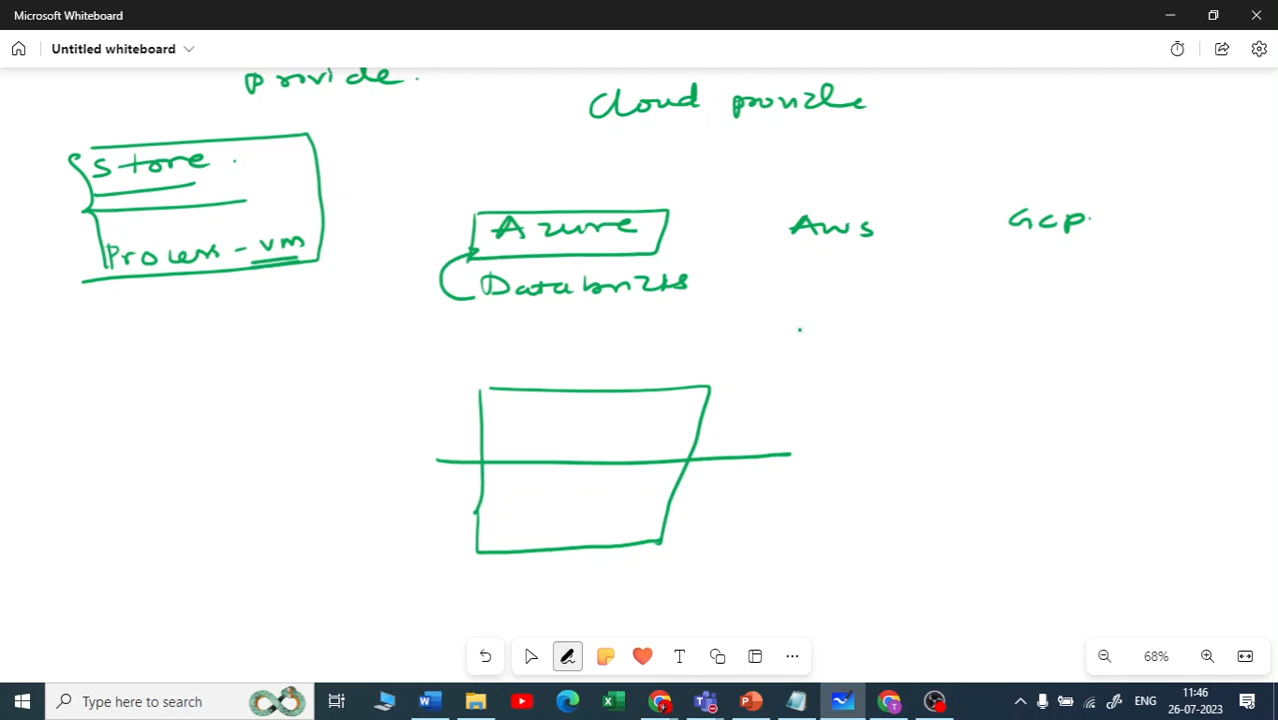 Microsoft Whiteboard
Untitled whiteboard
provide.
Cloud provide
Store.
Process - vm
Azure
Aws
Gcp.
Databricks
68%
Type here to search
ENG
11:46
26-07-2023